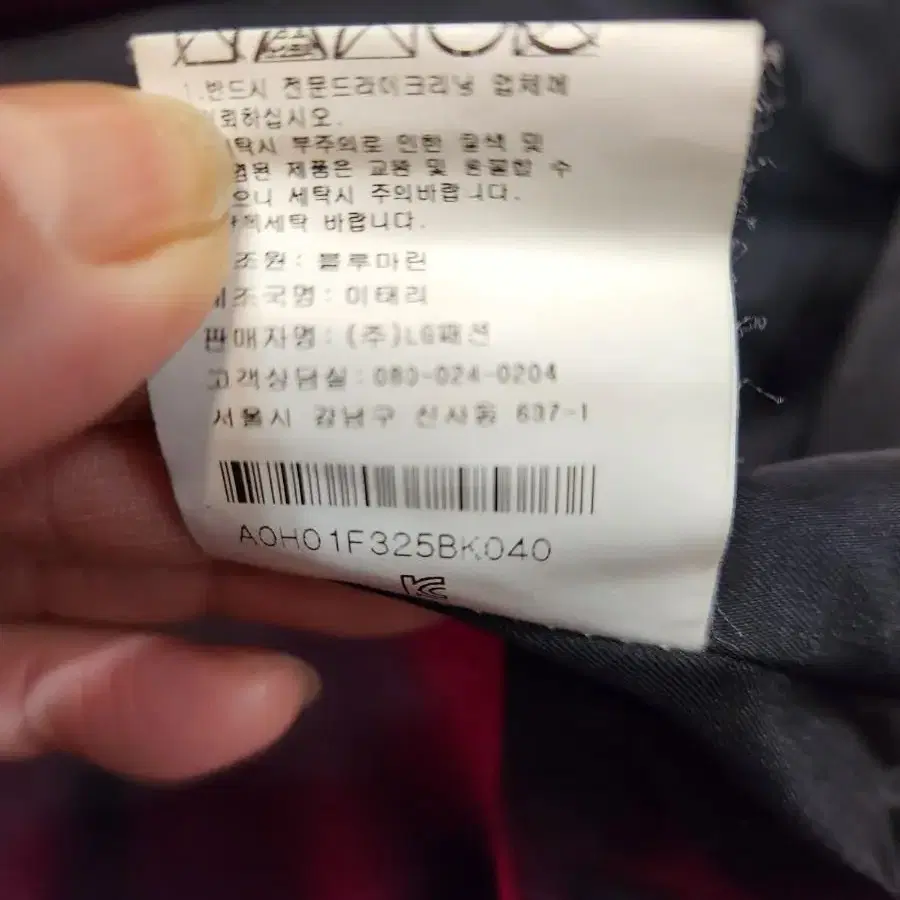 1.반드시 전문드라이크리닝 업체에
뢰하십시오.
탁시 부주의로 인한 탈색 및
염된 제품은 교환 및 환불할 수
으니 세탁시 주의바랍니다.
세탁 바랍니다.
조원: 블루마린
제조국명: 이태리
판매자명: (주)LG패션
고객상담실: 080-024-0204
서울시 강남구 신사동 637-1
A0H01F325BK040